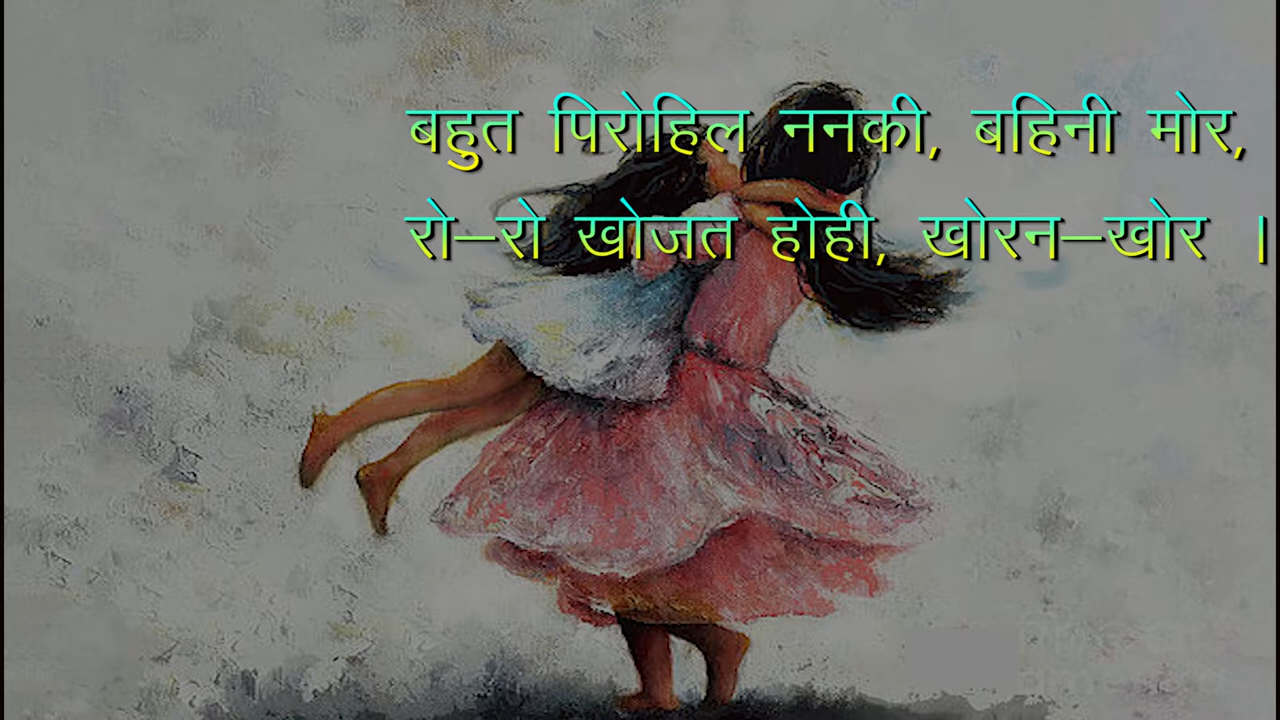 बहुत पिरोहिल ननकी, बहिनी मोर,
रो–रो खोजत होही, खोरन–खोर ।